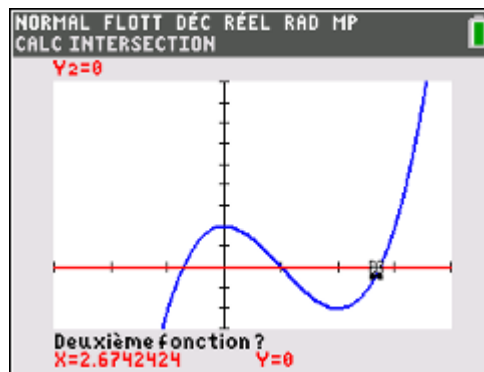 NORMAL FLOTT DÉC RÉEL RAD MP
CALC INTERSECTION
Y2=0
Deuxième fonction ?
X=2.6742424 Y=0